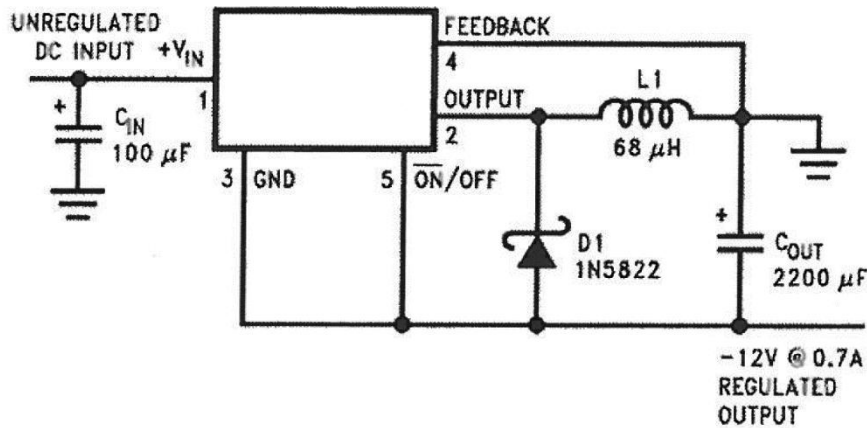 UNREGULATED
DC INPUT
+VIN
1
FEEDBACK
4
OUTPUT
2
L1
68 μH
+
CIN
100 μF
3
GND
5
ON/OFF
D1
1N5822
+
COUT
2200 μF
-12V @ 0.7A
REGULATED
OUTPUT